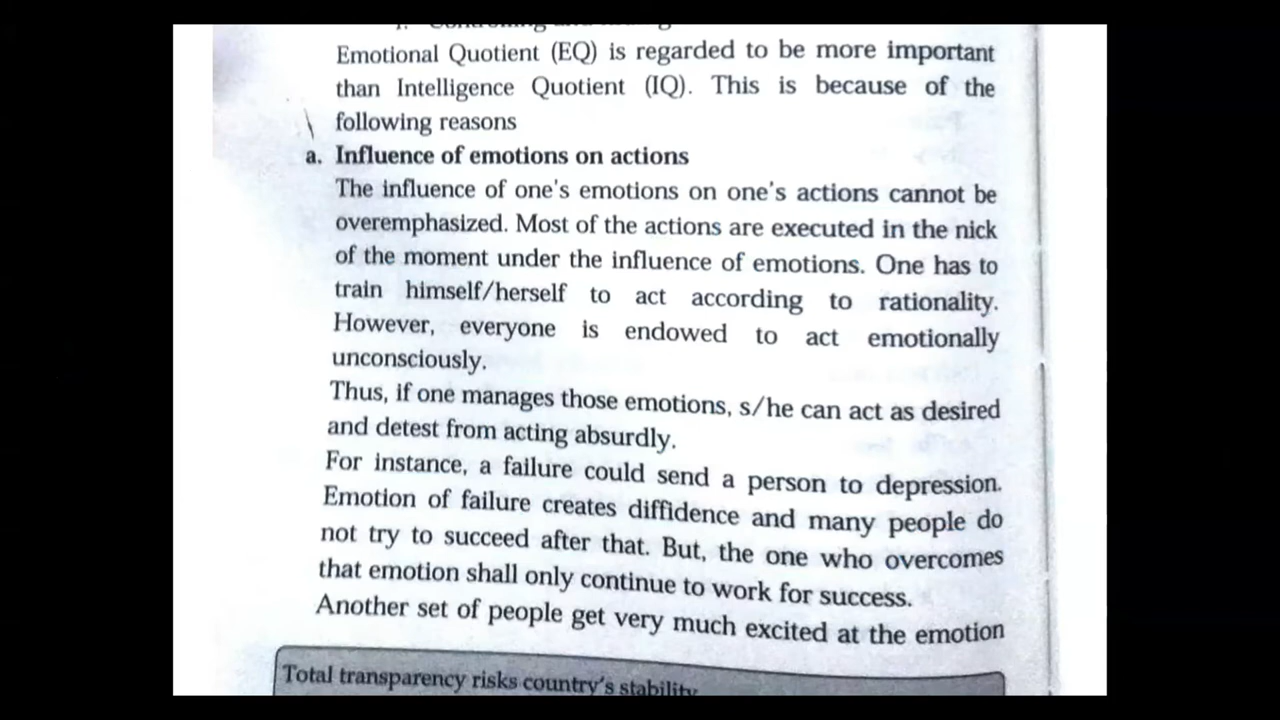 Emotional Quotient (EQ) is regarded to be more important
than Intelligence Quotient (IQ). This is because of the
following reasons
a. Influence of emotions on actions
The influence of one's emotions on one's actions cannot be
overemphasized. Most of the actions are executed in the nick
of the moment under the influence of emotions. One has to
train himself/herself to act according to rationality.
However, everyone is endowed to act emotionally
unconsciously.
Thus, if one manages those emotions, s/he can act as desired
and detest from acting absurdly.
For instance, a failure could send a person to depression.
Emotion of failure creates diffidence and many people do
not try to succeed after that. But, the one who overcomes
that emotion shall only continue to work for success.
Another set of people get very much excited at the emotion
Total transparency risks country's stability